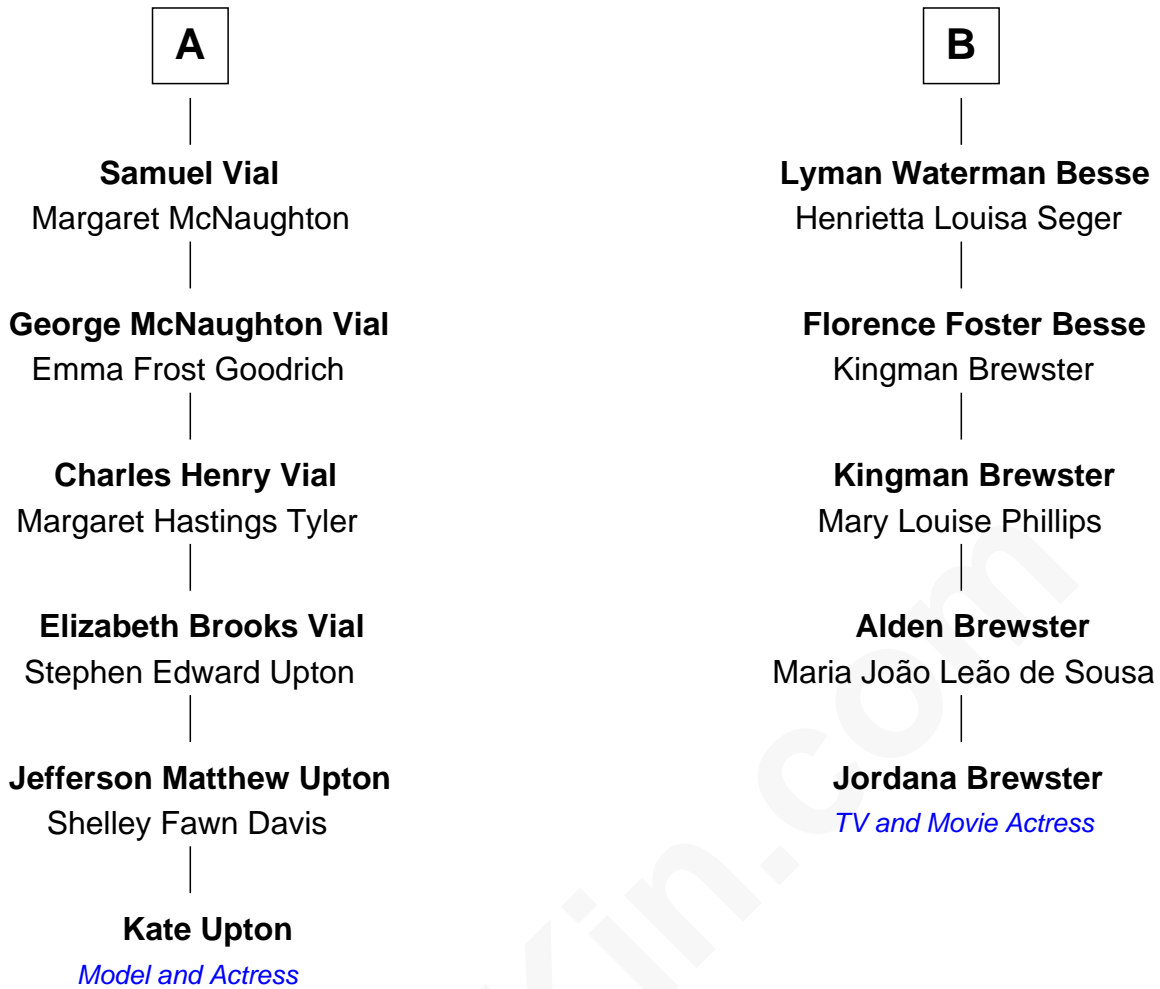 A
Samuel Vial
Margaret McNaughton
George McNaughton Vial
Emma Frost Goodrich
Charles Henry Vial
Margaret Hastings Tyler
Elizabeth Brooks Vial
Stephen Edward Upton
Jefferson Matthew Upton
Shelley Fawn Davis
Kate Upton
Model and Actress
B
Lyman Waterman Besse
Henrietta Louisa Seger
Florence Foster Besse
Kingman Brewster
Kingman Brewster
Mary Louise Phillips
Alden Brewster
Maria João Leão de Sousa
Jordana Brewster
TV and Movie Actress